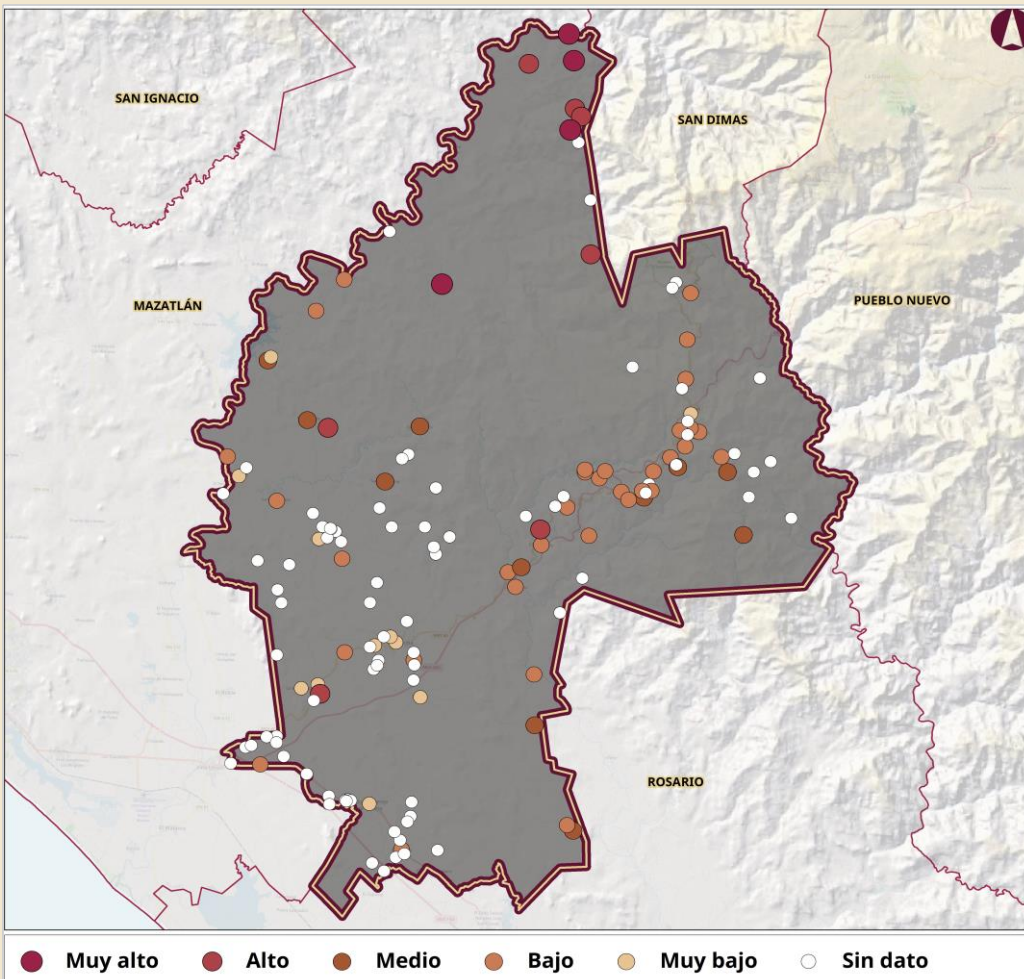 SAN IGNACIO
SAN DIMAS
MAZATLÁN
PUEBLO NUEVO
ROSARIO
Muy alto
Alto
Medio
Bajo
Muy bajo
Sin dato